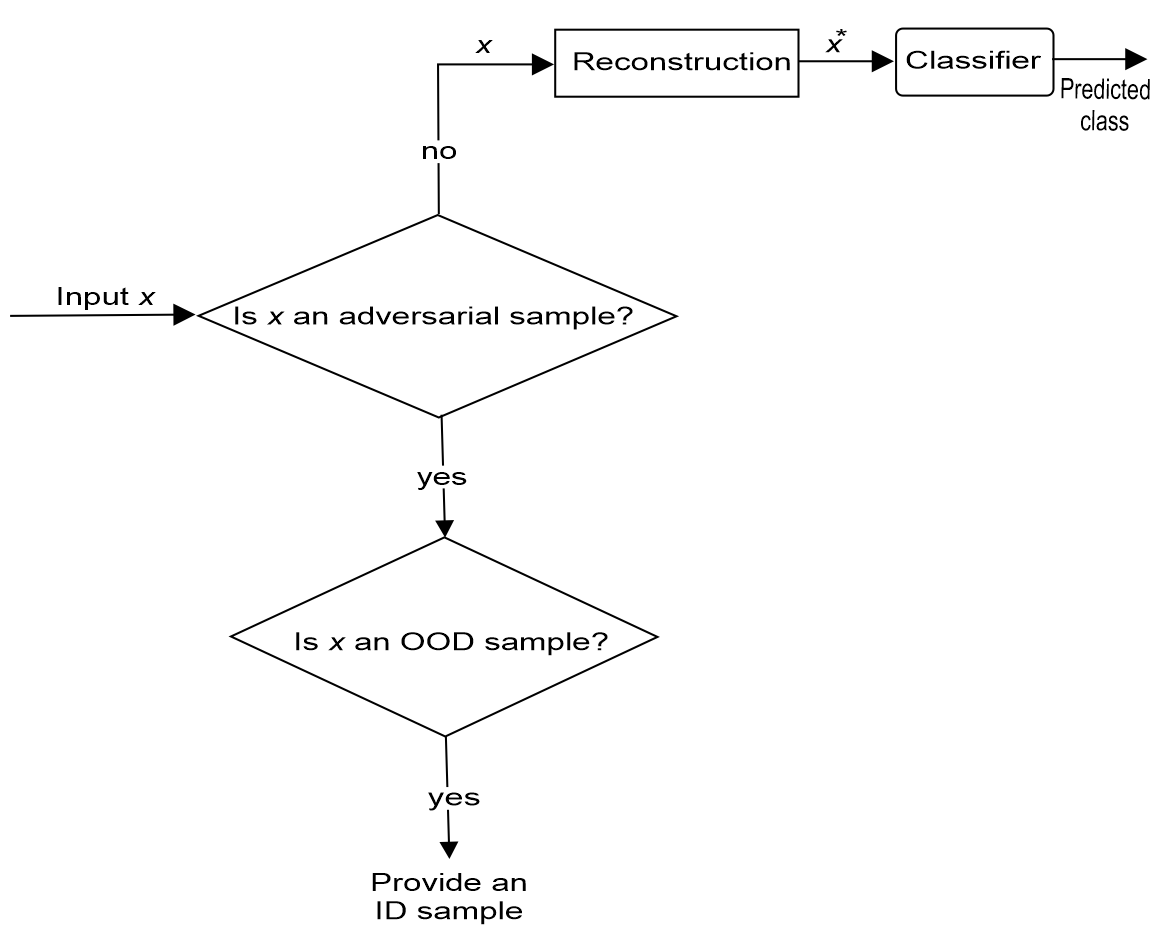 x
Reconstruction
x*
Classifier
Predicted
class
no
Input x
Is x an adversarial sample?
yes
Is x an OOD sample?
yes
Provide an
ID sample